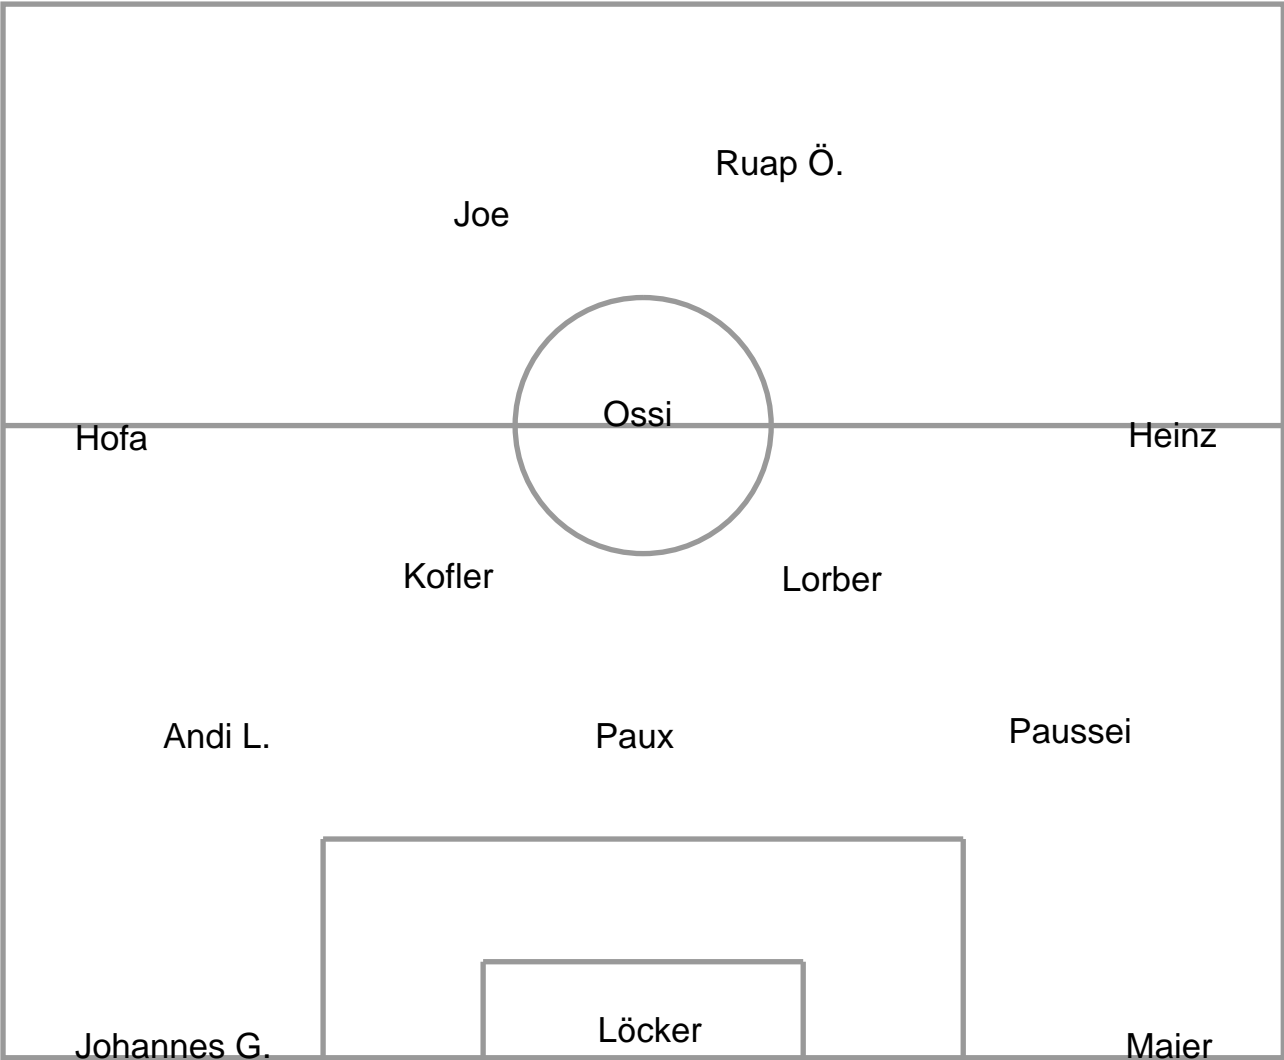 Ruap Ö.
Joe
Ossi
Hofa
Heinz
Kofler
Lorber
Andi L.
Paux
Paussei
Löcker
Johannes G.
Maier